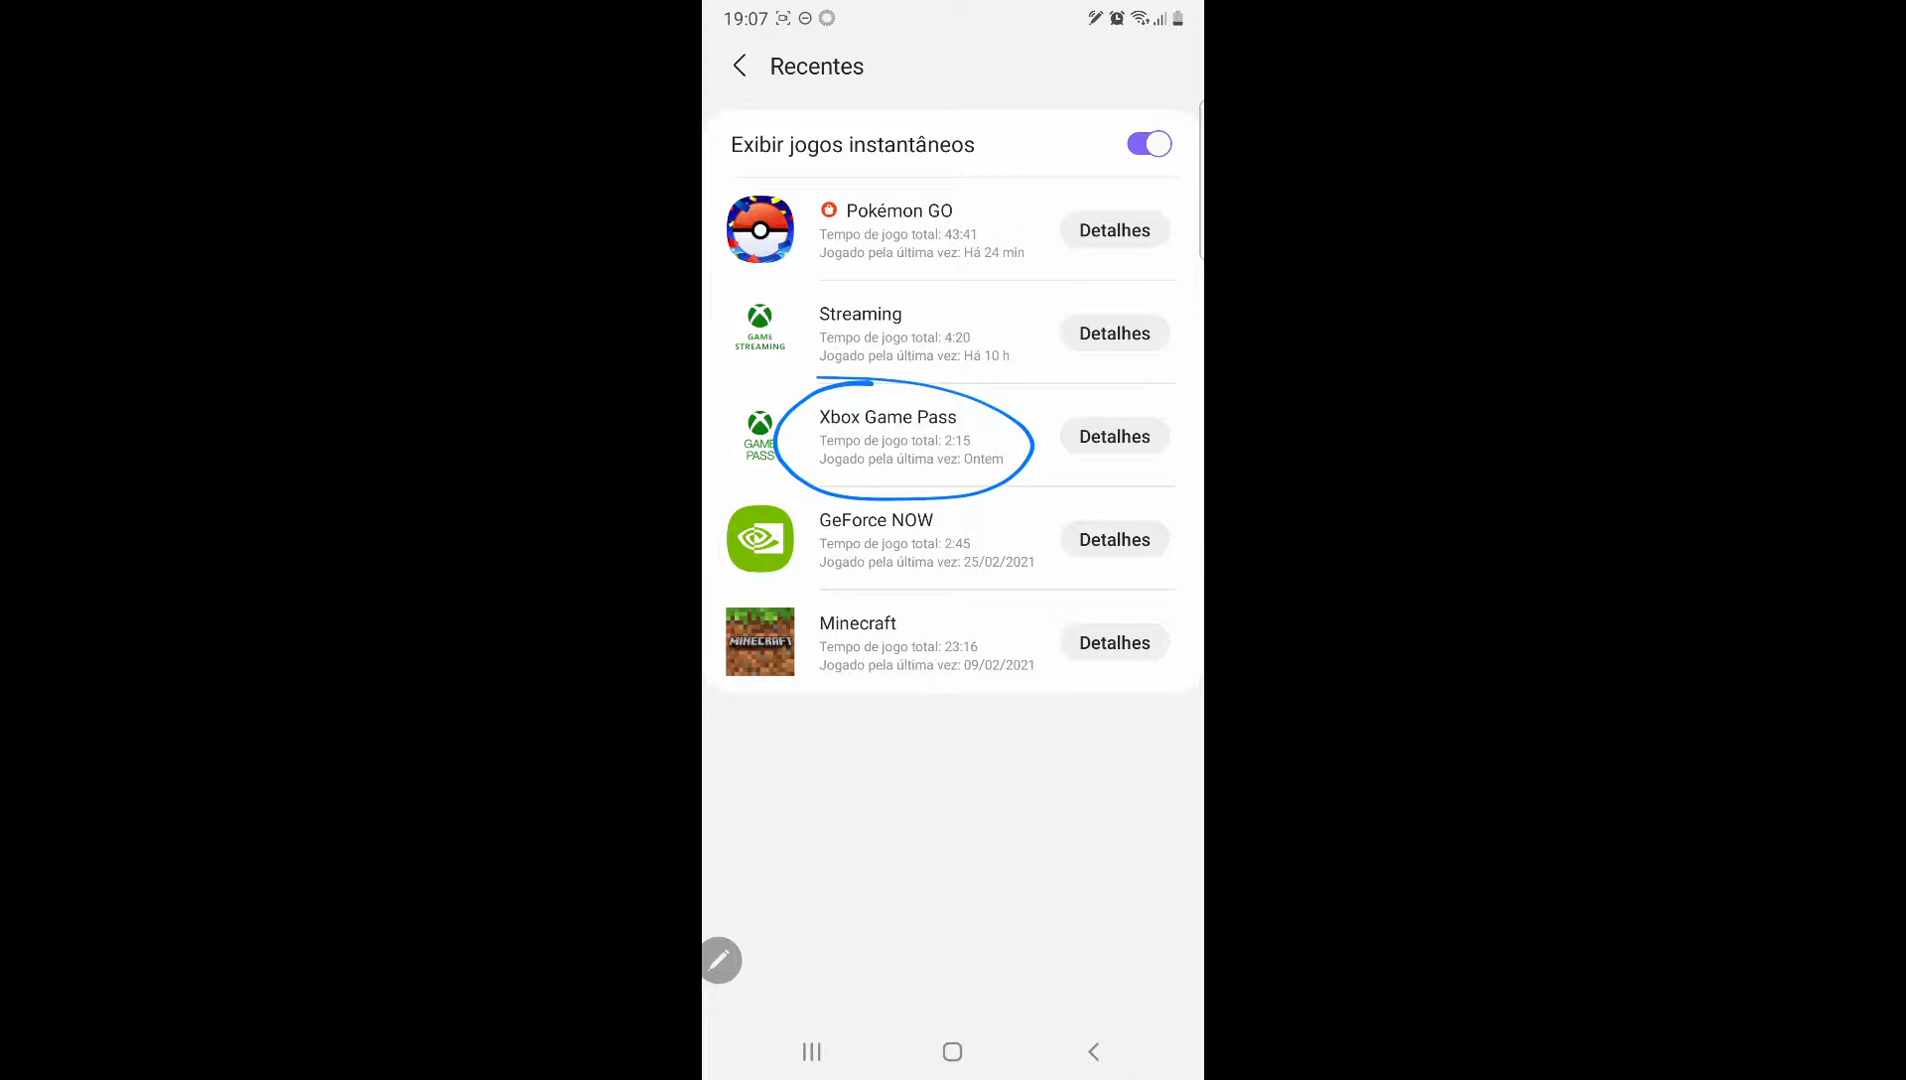 19:07
Recentes
Exibir jogos instantâneos
Pokémon GO
Tempo de jogo total: 43:41
Jogado pela última vez: Há 24 min
Detalhes
GAME
STREAMING
Streaming
Tempo de jogo total: 4:20
Jogado pela última vez: Há 10 h
Detalhes
GAME
PASS
Xbox Game Pass
Tempo de jogo total: 2:15
Jogado pela última vez: Ontem
Detalhes
GeForce NOW
Tempo de jogo total: 2:45
Jogado pela última vez: 25/02/2021
Detalhes
MINECRAFT
Minecraft
Tempo de jogo total: 23:16
Jogado pela última vez: 09/02/2021
Detalhes